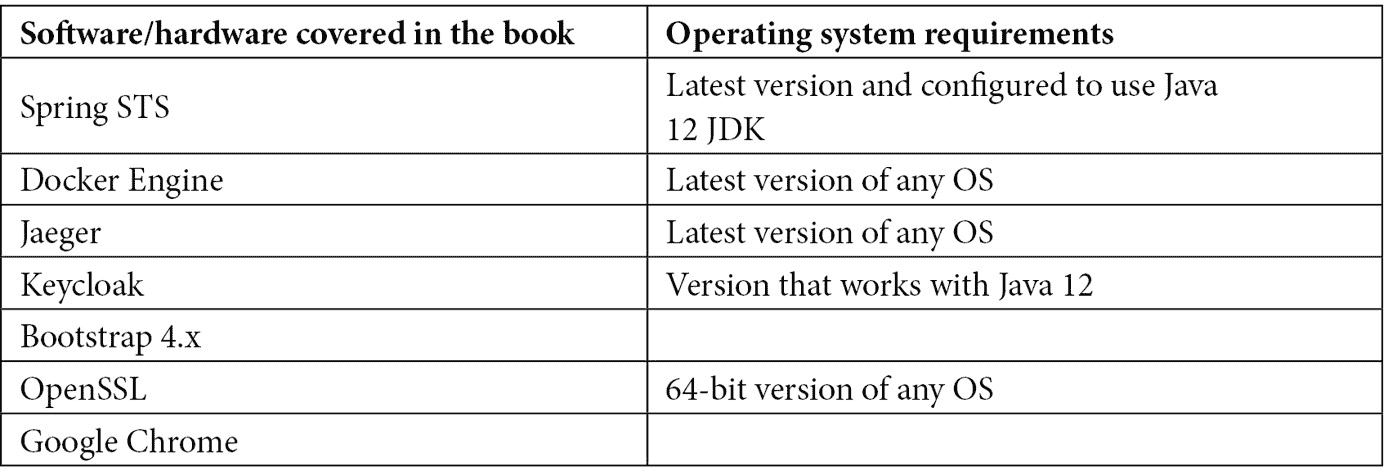 Software/hardware covered in the book
Operating system requirements
Spring STS
Latest version and configured to use Java
12 JDK
Docker Engine
Latest version of any OS
Jaeger
Latest version of any OS
Keycloak
Version that works with Java 12
Bootstrap 4.x
OpenSSL
64-bit version of any OS
Google Chrome